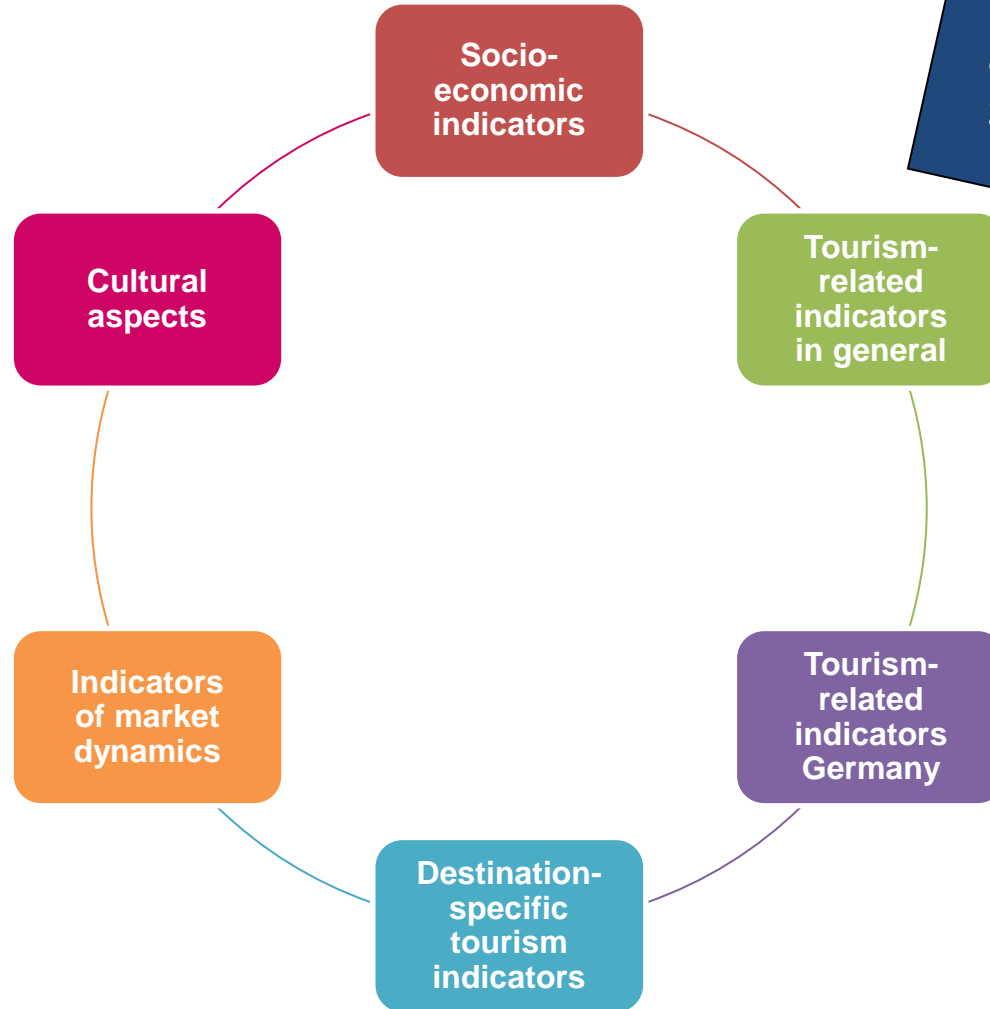 Socio-
economic
indicators
Tourism-
related
indicators
in general
Cultural
aspects
Tourism-
related
indicators
Germany
Indicators
of market
dynamics
Destination-
specific
tourism
indicators